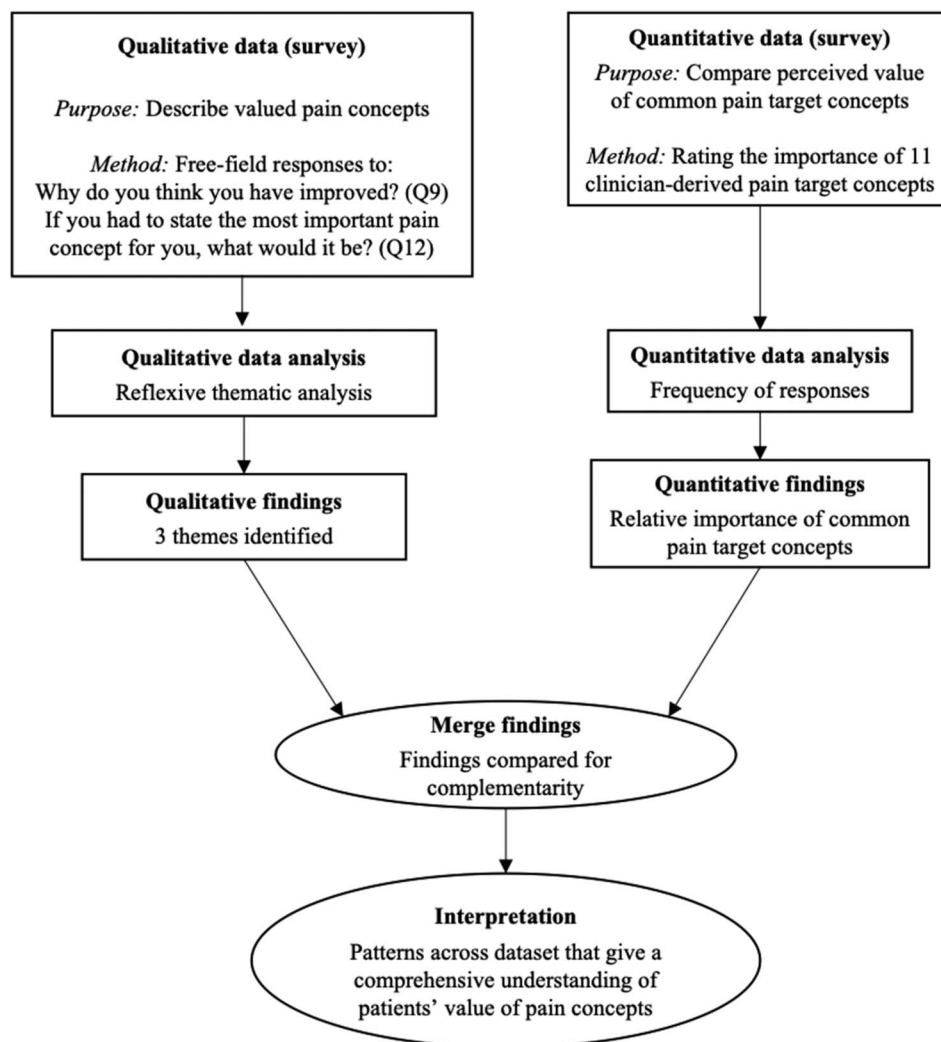 Qualitative data (survey)
Purpose: Describe valued pain concepts
Method: Free-field responses to:
Why do you think you have improved? (Q9)
If you had to state the most important pain
concept for you, what would it be? (Q12)
Quantitative data (survey)
Purpose: Compare perceived value
of common pain target concepts
Method: Rating the importance of 11
clinician-derived pain target concepts
Qualitative data analysis
Reflexive thematic analysis
Quantitative data analysis
Frequency of responses
Qualitative findings
3 themes identified
Quantitative findings
Relative importance of common
pain target concepts
Merge findings
Findings compared for
complementarity
Interpretation
Patterns across dataset that give a
comprehensive understanding of
patients’ value of pain concepts